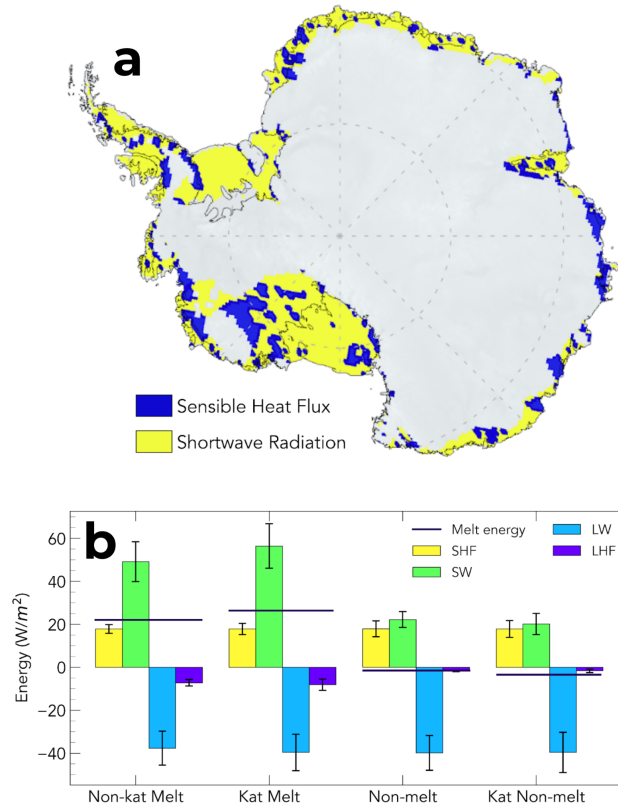 a
Sensible Heat Flux
Shortwave Radiation
b
Melt energy
SHF
SW
LW
LHF
Energy (W/m²)
60
40
20
0
−20
−40
Non-kat Melt
Kat Melt
Non-melt
Kat Non-melt